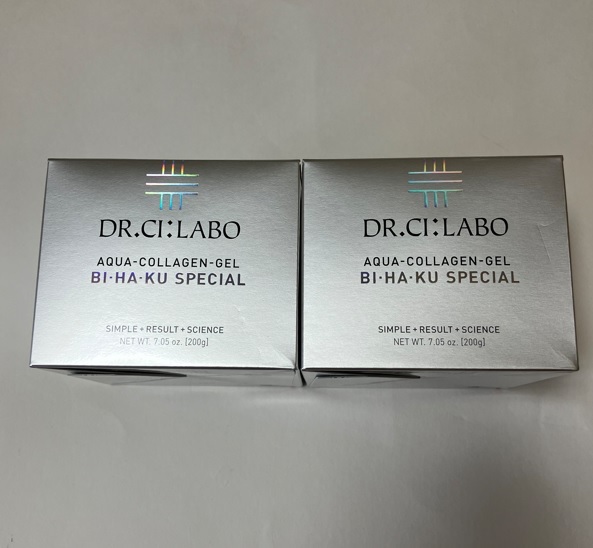 DR.CI:LABO
AQUA-COLLAGEN-GEL
BI·HA·KU SPECIAL
SIMPLE+RESULT+SCIENCE
NET WT. 7.05 oz. [200g]
DR.CI:LABO
AQUA-COLLAGEN-GEL
BI·HA·KU SPECIAL
SIMPLE+RESULT+SCIENCE
NET WT. 7.05 oz. [200g]